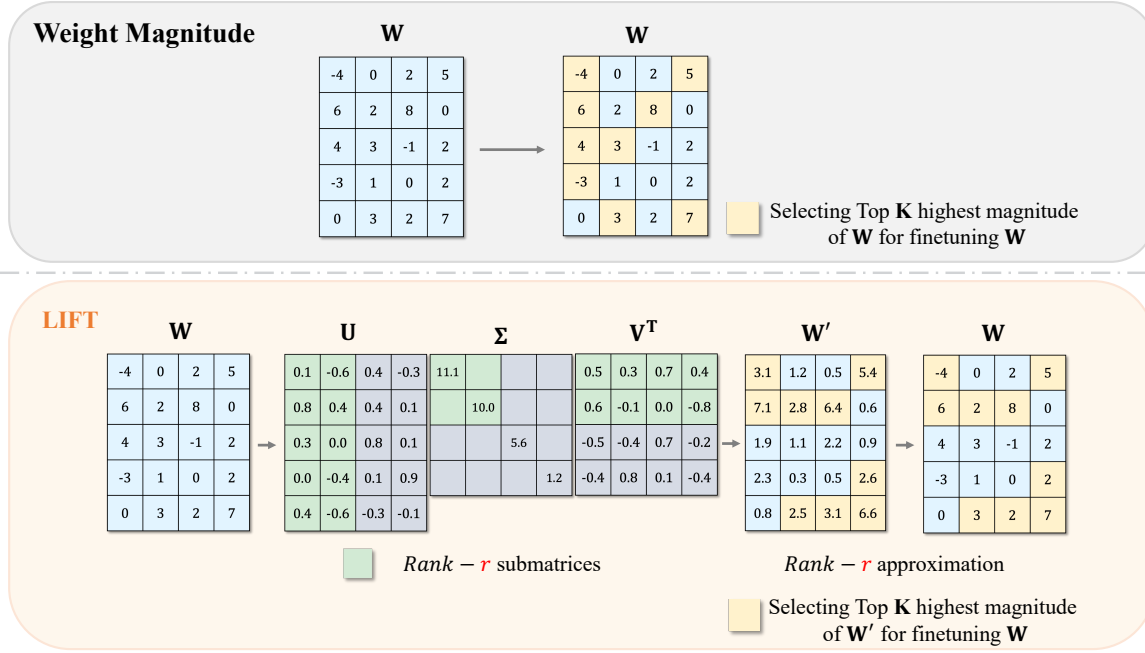 Weight Magnitude
W
W
-4 0 2 5
6 2 8 0
4 3 -1 2
-3 1 0 2
0 3 2 7
-4 0 2 5
6 2 8 0
4 3 -1 2
-3 1 0 2
0 3 2 7
Selecting Top K highest magnitude
of W for finetuning W
LIFT
W
U
Σ
V^T
W′
W
-4 0 2 5
6 2 8 0
4 3 -1 2
-3 1 0 2
0 3 2 7
0.1 -0.6 0.4 -0.3
0.8 0.4 0.4 0.1
0.3 0.0 0.8 0.1
0.0 -0.4 0.1 0.9
0.4 -0.6 -0.3 -0.1
11.1
10.0
5.6
1.2
0.5 0.3 0.7 0.4
0.6 -0.1 0.0 -0.8
-0.5 -0.4 0.7 -0.2
-0.4 0.8 0.1 -0.4
3.1 1.2 0.5 5.4
7.1 2.8 6.4 0.6
1.9 1.1 2.2 0.9
2.3 0.3 0.5 2.6
0.8 2.5 3.1 6.6
-4 0 2 5
6 2 8 0
4 3 -1 2
-3 1 0 2
0 3 2 7
Rank − r submatrices
Rank − r approximation
Selecting Top K highest magnitude
of W′ for finetuning W